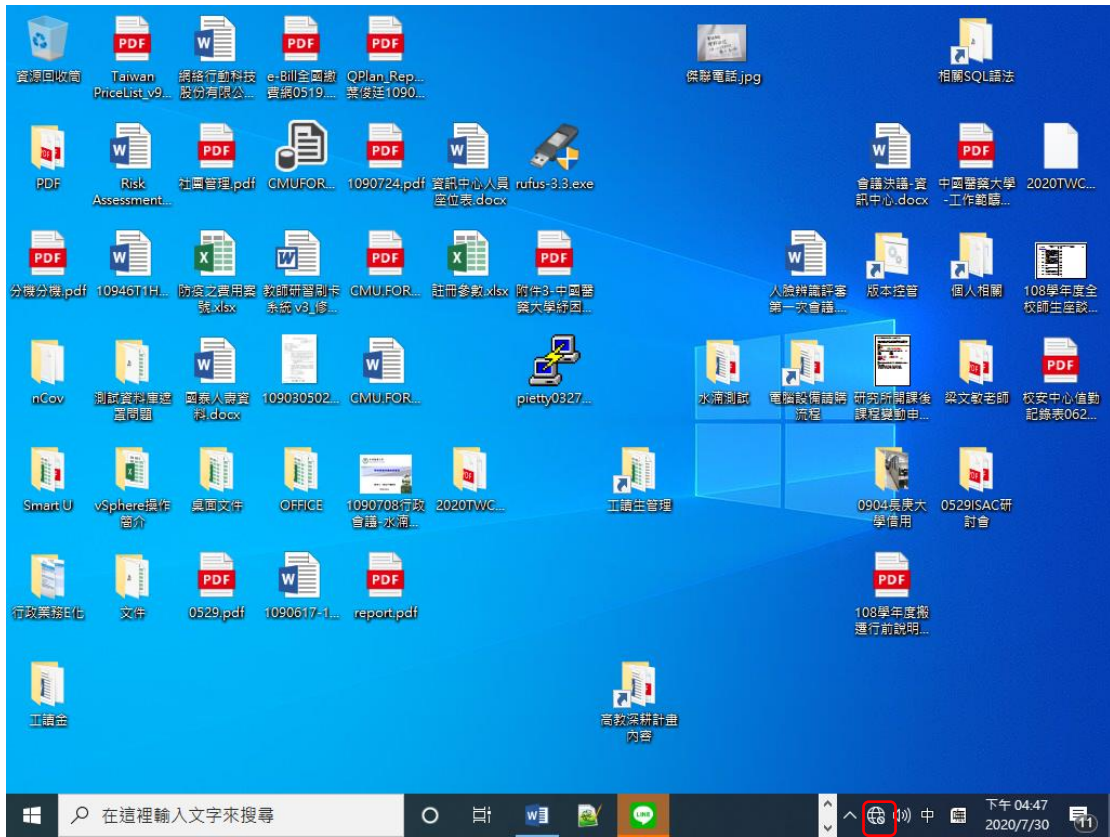 資源回收筒
Taiwan
PriceList_v9...
網絡行動科技
股份有限公...
e-Bill全國繳
費網0519....
QPlan_Rep...
葉俊廷1090...
傑聯電話.jpg
相關SQL語法
PDF
Risk
Assessment...
社團管理.pdf
CMUFOR...
1090724.pdf
資訊中心人員
座位表.docx
rufus-3.3.exe
會議決議-資
訊中心.docx
中國醫藥大學
-工作範疇...
2020TWC...
分機分機.pdf
10946T1H...
防疫之費用案
號.xlsx
教師研習刷卡
系統 v3_修...
CMU.FOR...
註冊參數.xlsx
附件3-中國醫
藥大學紓困...
人臉辨識評審
第一次會議....
版本控管
個人相關
108學年度全
校師生座談...
nCov
測試資料庫遮
罩問題
國泰人壽資
料.docx
109030502...
CMU.FOR...
pietty0327...
水湳測試
電腦設備請購
流程
研究所開課後
課程變動申...
梁文敏老師
校安中心值勤
記錄表062...
Smart U
vSphere操作
簡介
桌面文件
OFFICE
1090708行政
會議-水湳...
2020TWC...
工讀生管理
0904長庚大
學借用
0529ISAC研
討會
行政業務E化
文件
0529.pdf
1090617-1...
report.pdf
108學年度搬
遷行前說明...
工讀金
高教深耕計畫
內容
在這裡輸入文字來搜尋
中
下午 04:47
2020/7/30
11